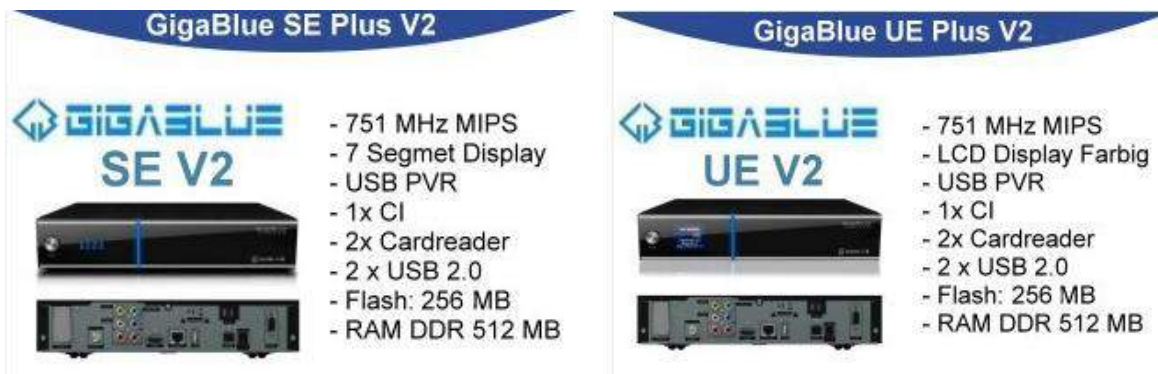 GigaBlue SE Plus V2
GIGABLUE
SE V2
- 751 MHz MIPS
- 7 Segmet Display
- USB PVR
- 1x CI
- 2x Cardreader
- 2 x USB 2.0
- Flash: 256 MB
- RAM DDR 512 MB
GigaBlue UE Plus V2
GIGABLUE
UE V2
- 751 MHz MIPS
- LCD Display Farbig
- USB PVR
- 1x CI
- 2x Cardreader
- 2 x USB 2.0
- Flash: 256 MB
- RAM DDR 512 MB